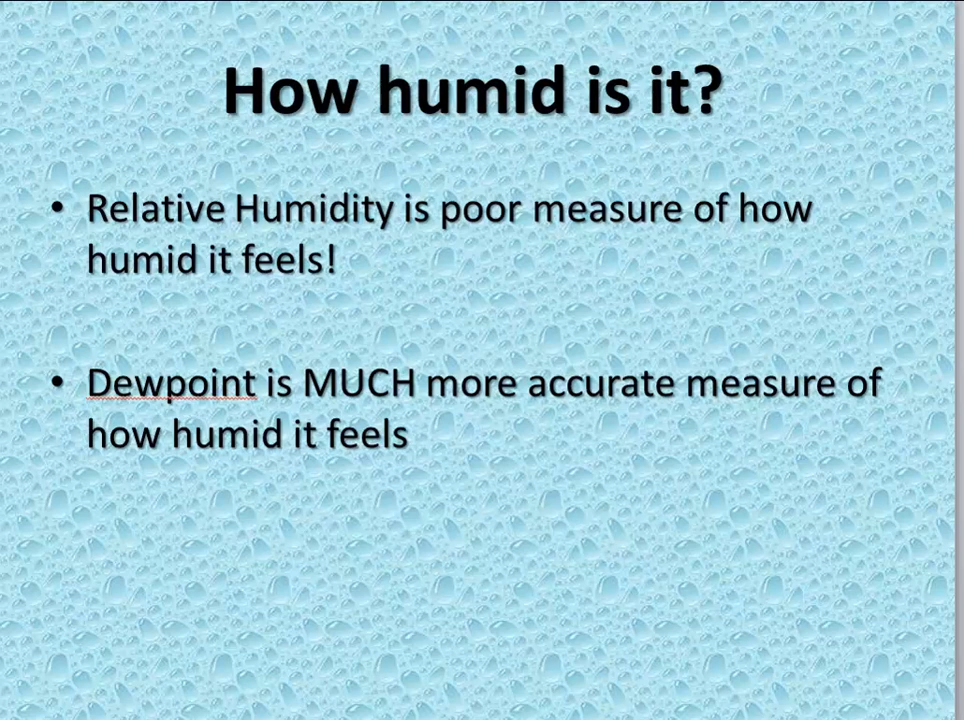 How humid is it?
• Relative Humidity is poor measure of how
humid it feels!
• Dewpoint is MUCH more accurate measure of
how humid it feels